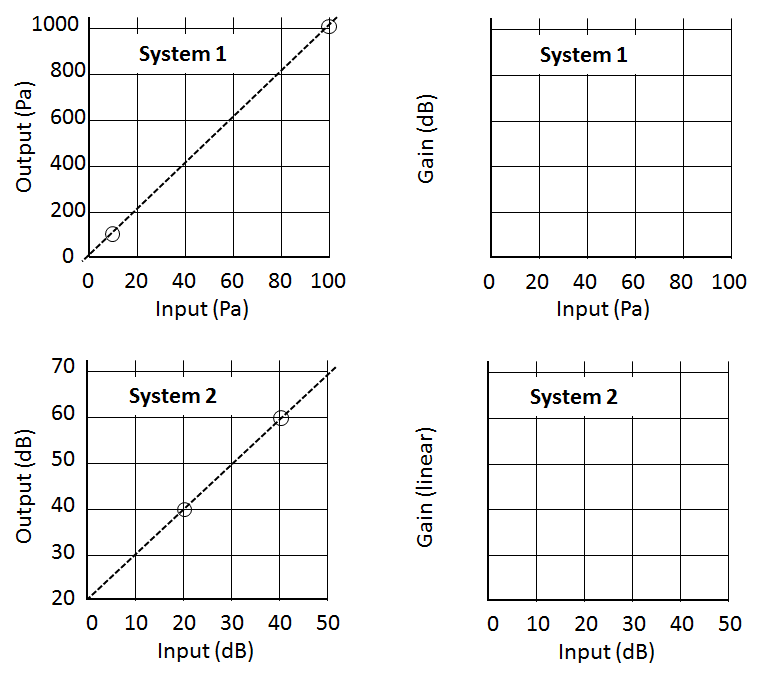 1000
System 1
800
600
400
200
0
Output (Pa)
0 20 40 60 80 100
Input (Pa)
System 1
Gain (dB)
0 20 40 60 80 100
Input (Pa)
70
System 2
60
50
40
30
20
Output (dB)
0 10 20 30 40 50
Input (dB)
System 2
Gain (linear)
0 10 20 30 40 50
Input (dB)